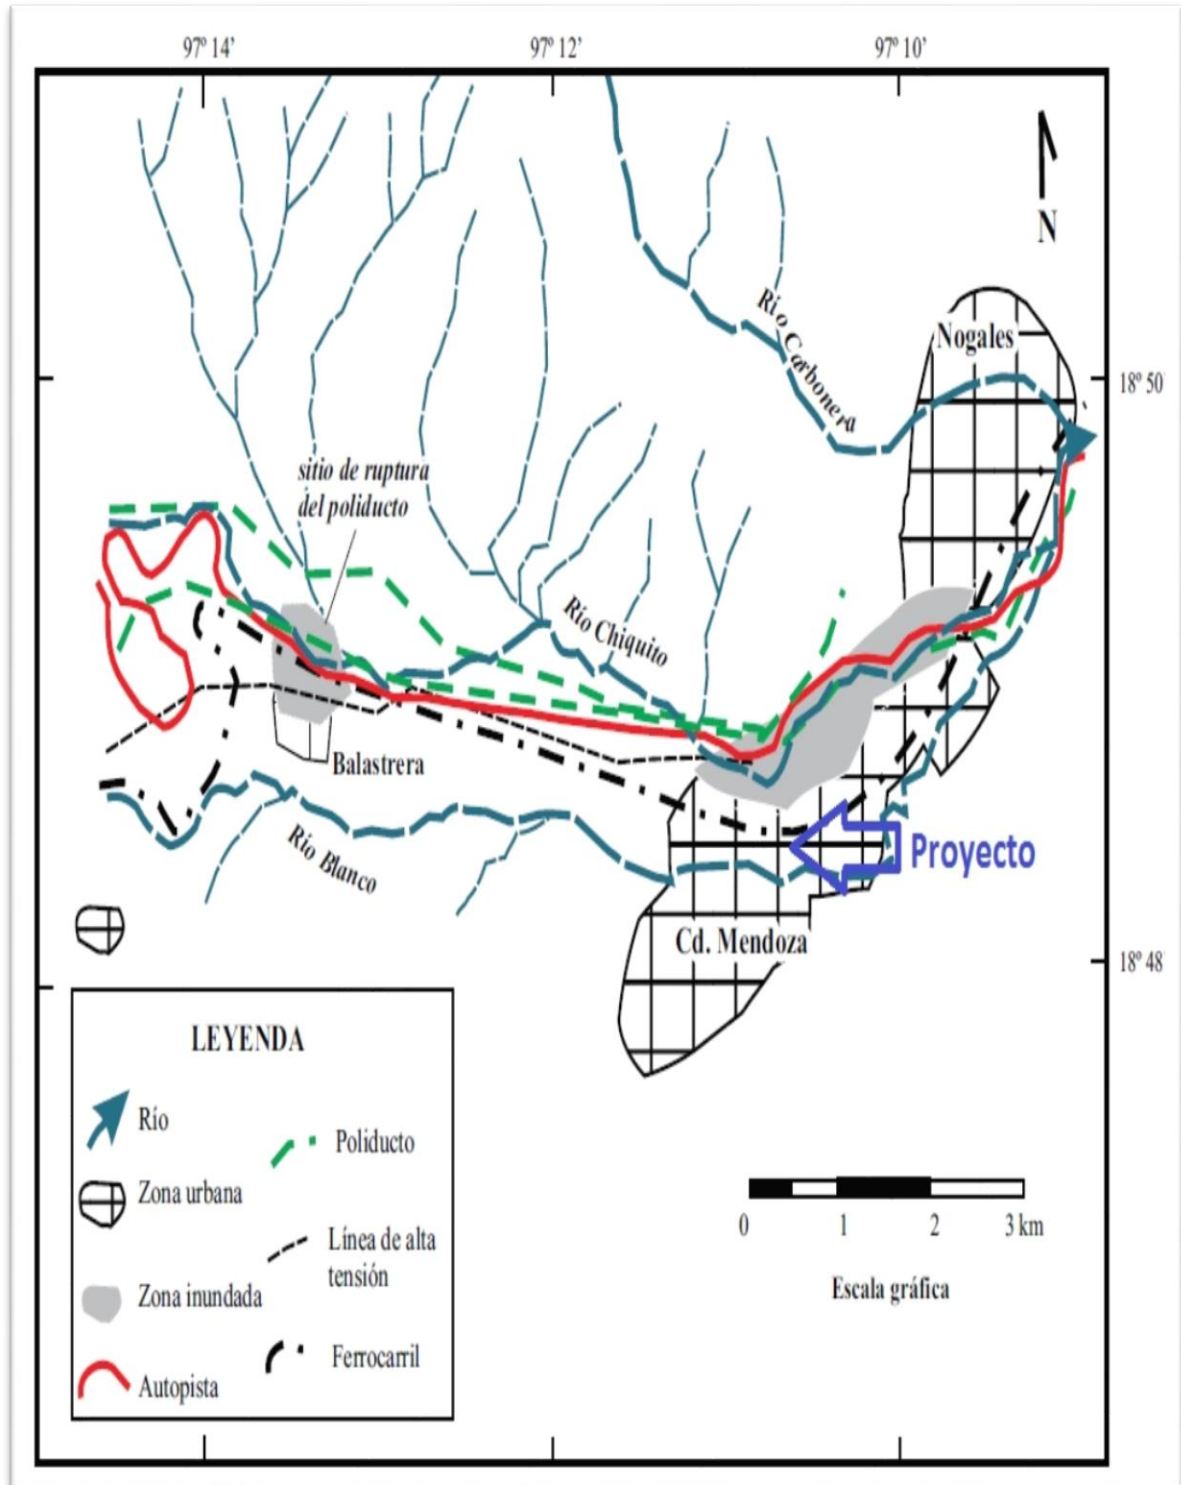 97º 14'
97º 12'
97º 10'
N
Río Carbonera
Nogales
18º 50'
sitio de ruptura
del poliducto
Río Chiquito
Balastrera
Río Blanco
Proyecto
Cd. Mendoza
18º 48'
LEYENDA
Río
Poliducto
Zona urbana
Línea de alta
tensión
Zona inundada
Ferrocarril
Autopista
0 1 2 3 km
Escala gráfica